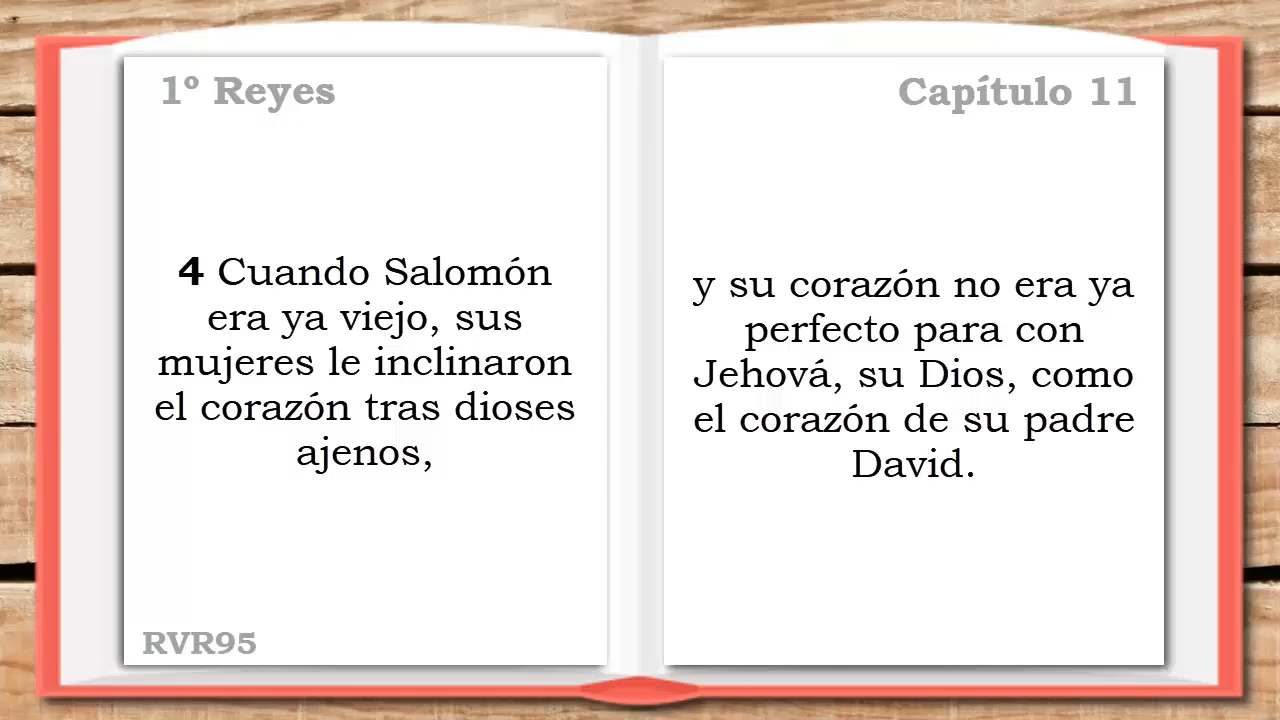 1º Reyes
4 Cuando Salomón
era ya viejo, sus
mujeres le inclinaron
el corazón tras dioses
ajenos,
RVR95
Capítulo 11
y su corazón no era ya
perfecto para con
Jehová, su Dios, como
el corazón de su padre
David.